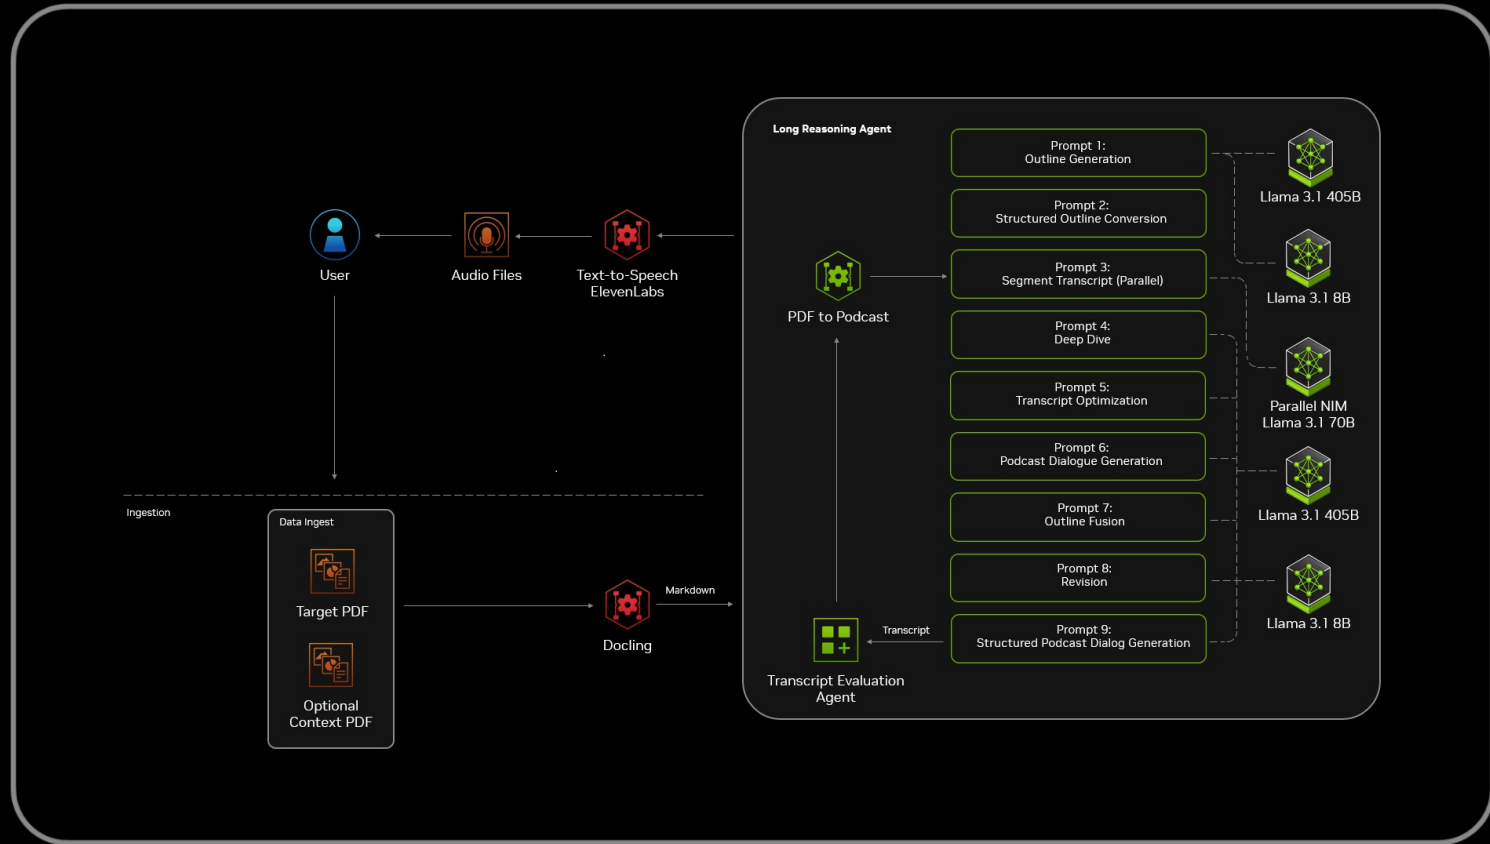 Long Reasoning Agent
Prompt 1:
Outline Generation
Prompt 2:
Structured Outline Conversion
Prompt 3:
Segment Transcript (Parallel)
Prompt 4:
Deep Dive
Prompt 5:
Transcript Optimization
Prompt 6:
Podcast Dialogue Generation
Prompt 7:
Outline Fusion
Prompt 8:
Revision
Prompt 9:
Structured Podcast Dialog Generation
Llama 3.1 405B
Llama 3.1 8B
Parallel NIM
Llama 3.1 70B
Llama 3.1 405B
Llama 3.1 8B
PDF to Podcast
Transcript
Transcript Evaluation
Agent
User
Audio Files
Text-to-Speech
ElevenLabs
Ingestion
Data Ingest
Target PDF
Optional
Context PDF
Docling
Markdown